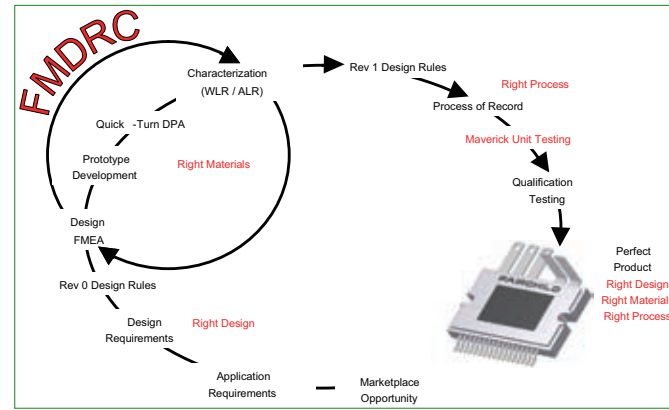 FMDRC
Characterization
(WLR / ALR)
Rev 1 Design Rules
Right Process
Process of Record
Quick -Turn DPA
Maverick Unit Testing
Prototype
Development
Right Materials
Qualification
Testing
Design
FMEA
Perfect
Product
Right Design
Right Materials
Right Process
FAIRCHILD
Rev 0 Design Rules
Design
Requirements
Right Design
Application
Requirements
Marketplace
Opportunity